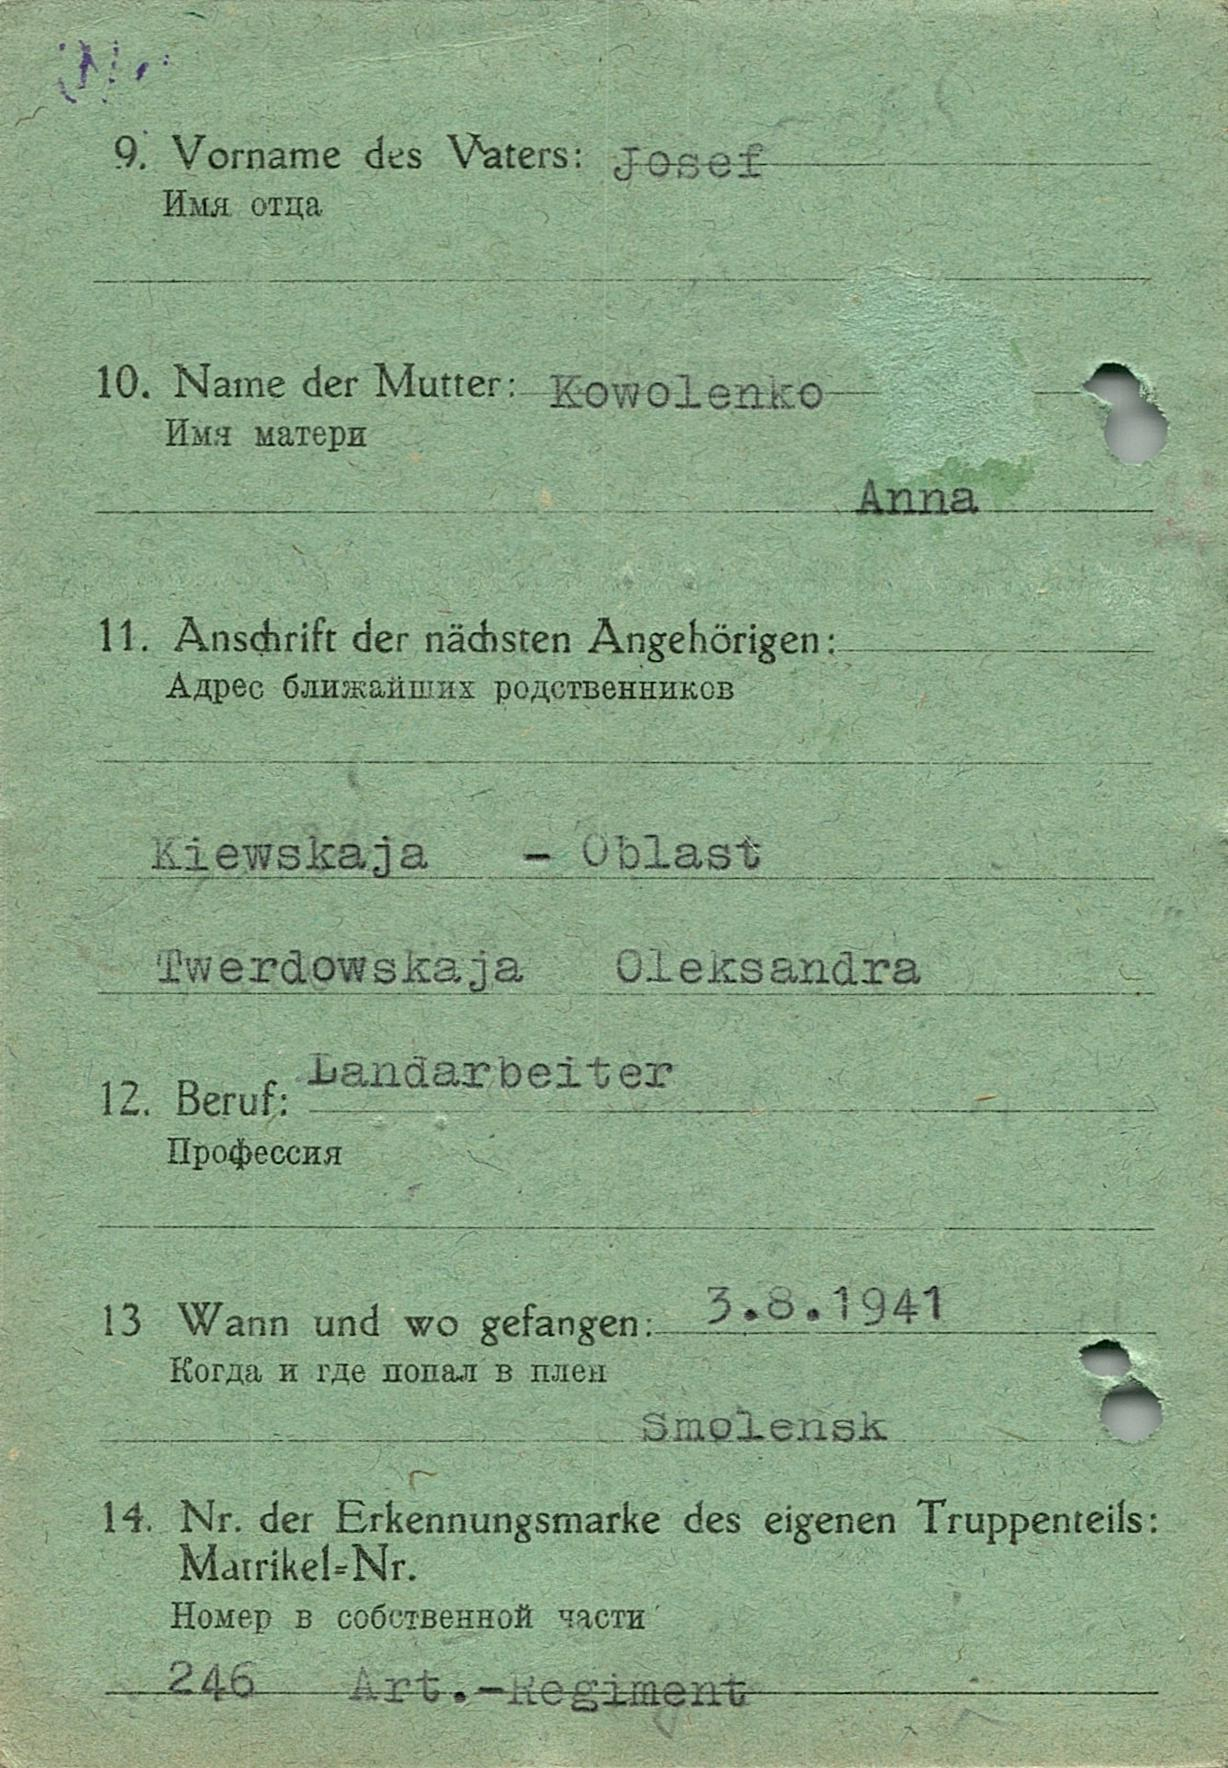 9. Vorname des Vaters: Josef
Имя отца
10. Name der Mutter: Kowolenko
Имя матери
Anna
11. Anschrift der nächsten Angehörigen:
Адрес ближайших родственников
Kiewskaja - Oblast
Twerdowskaja Oleksandra
12. Beruf: Landarbeiter
Профессия
13 Wann und wo gefangen: 3.8.1941
Когда и где попал в плен
Smolensk
14. Nr. der Erkennungsmarke des eigenen Truppenteils:
Matrikel=Nr.
Номер в собственной части
246 Art.-Regiment